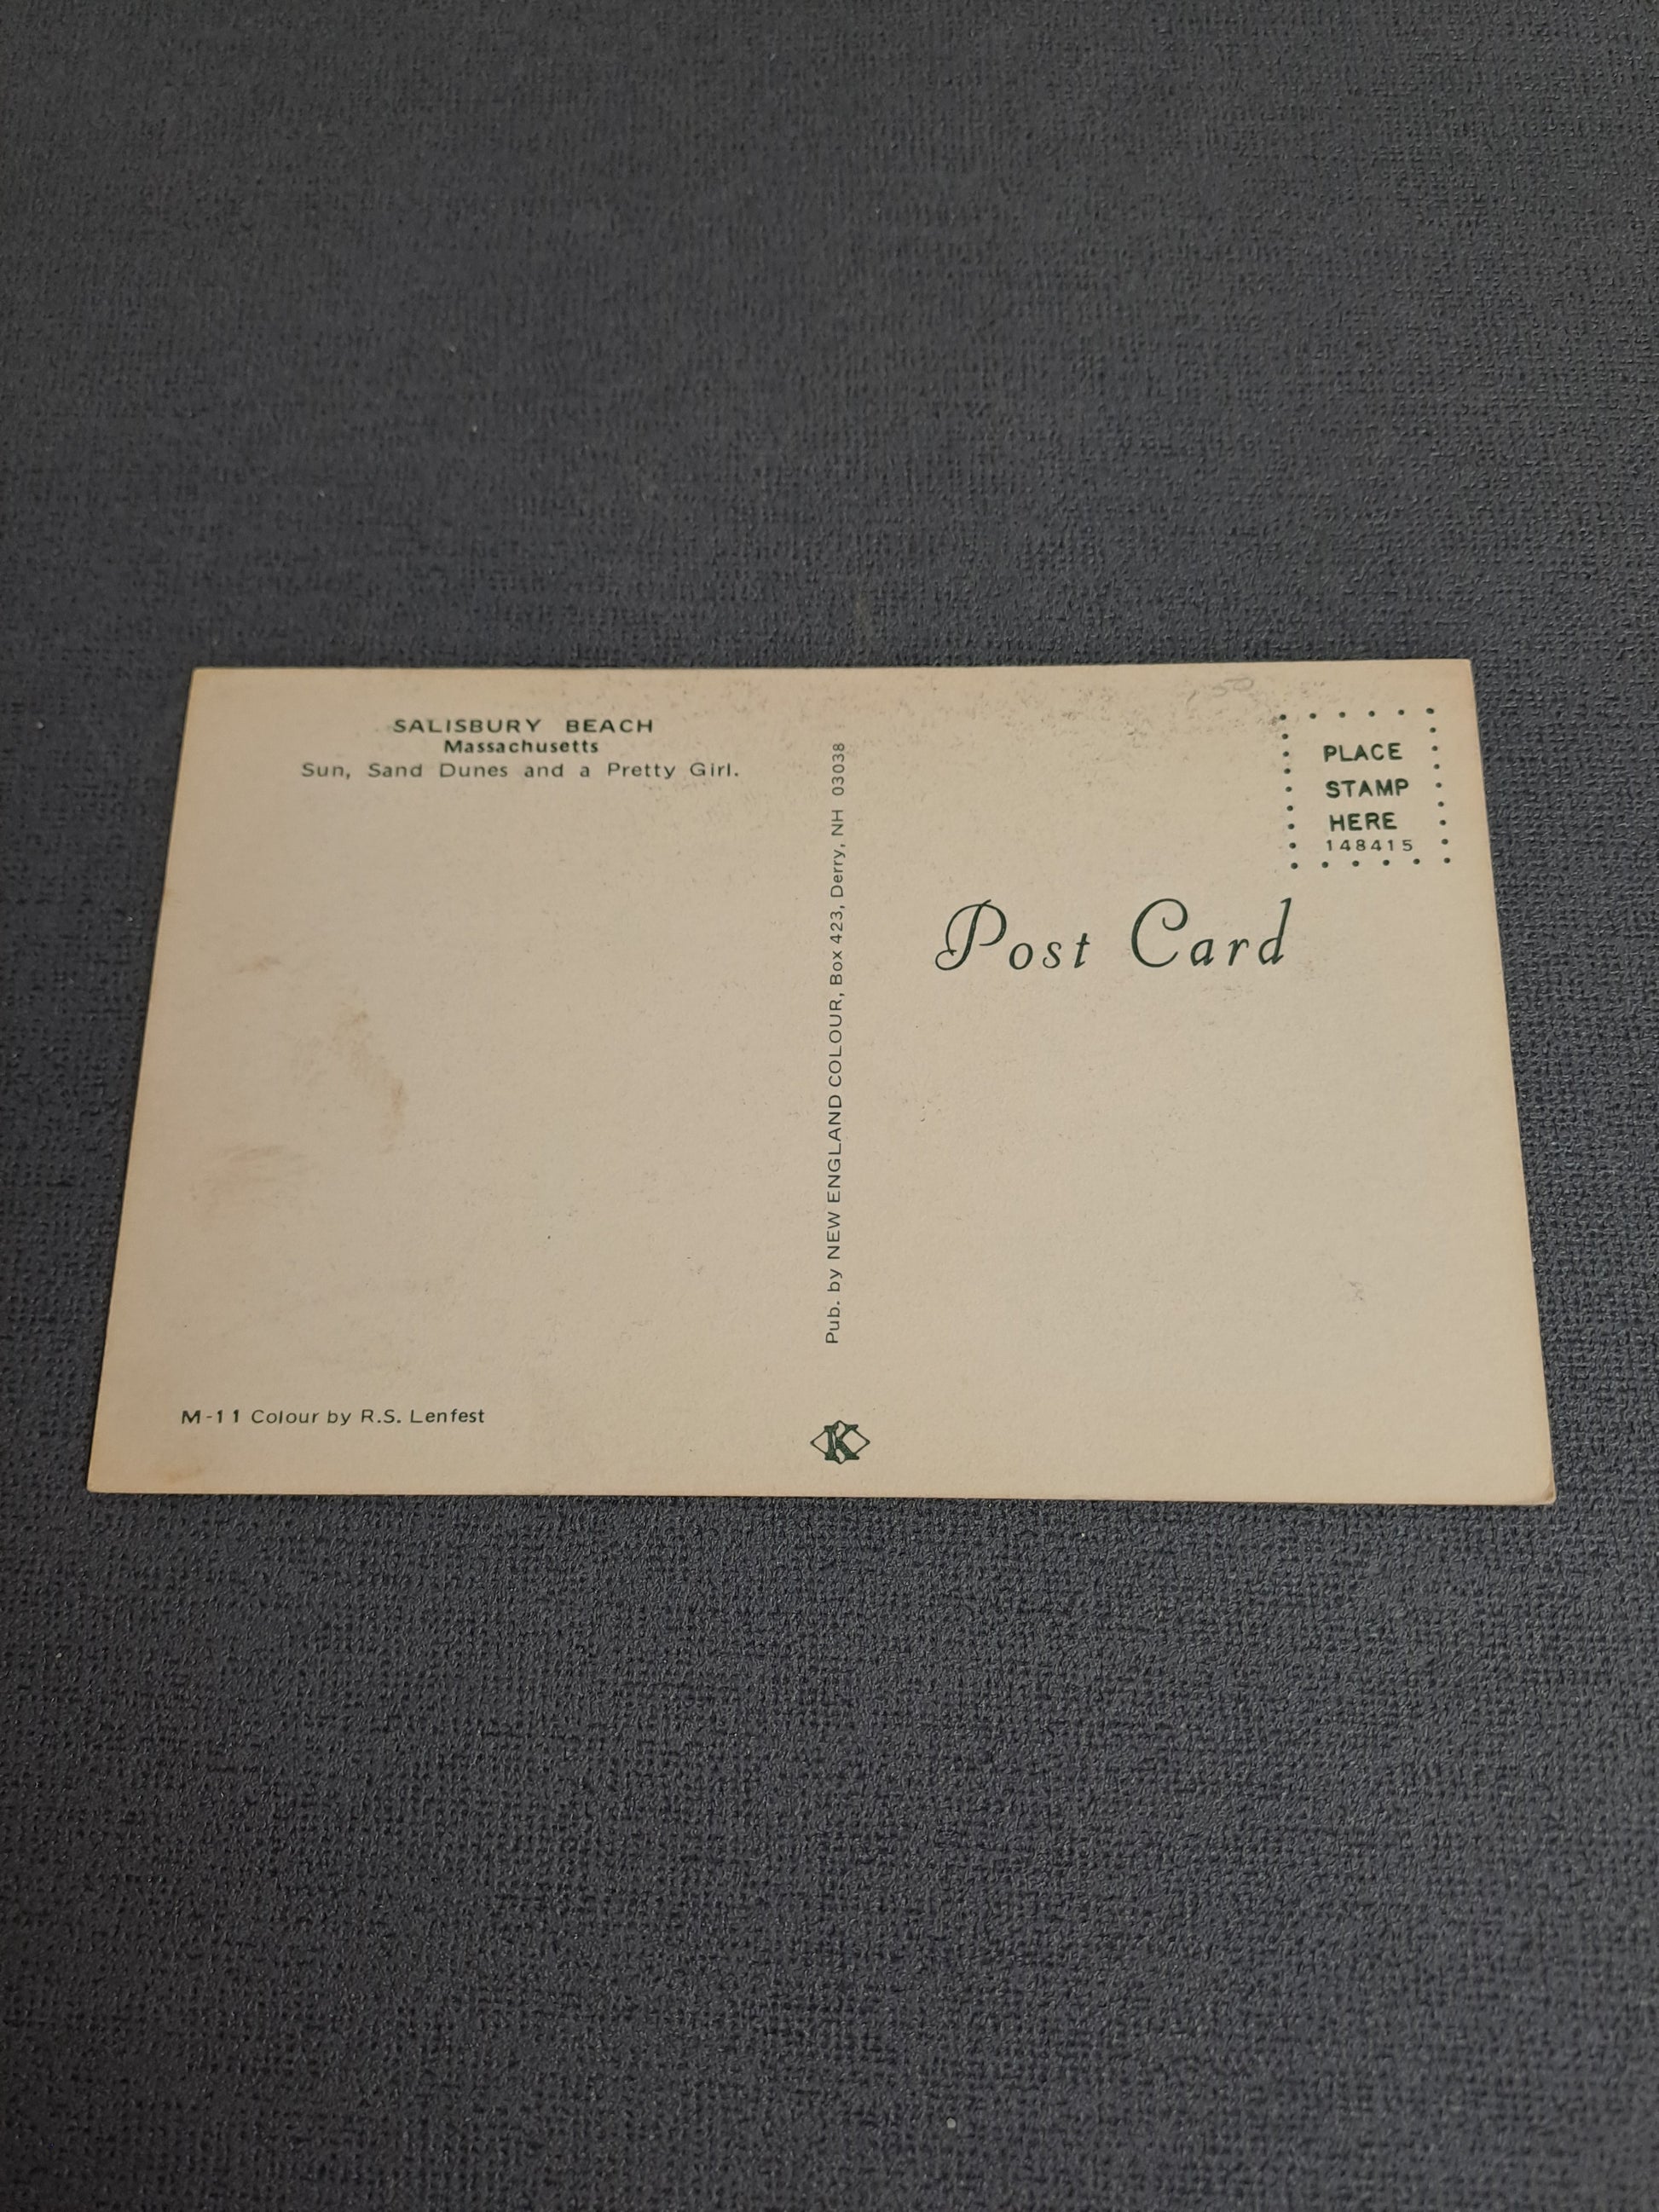 SALISBURY BEACH
Massachusetts
Sun, Sand Dunes and a Pretty Girl.
M-11 Colour by R.S. Lenfest
Pub. by NEW ENGLAND COLOUR, Box 423, Derry, NH 03038
K
.50
PLACE
STAMP
HERE
148415
Post Card